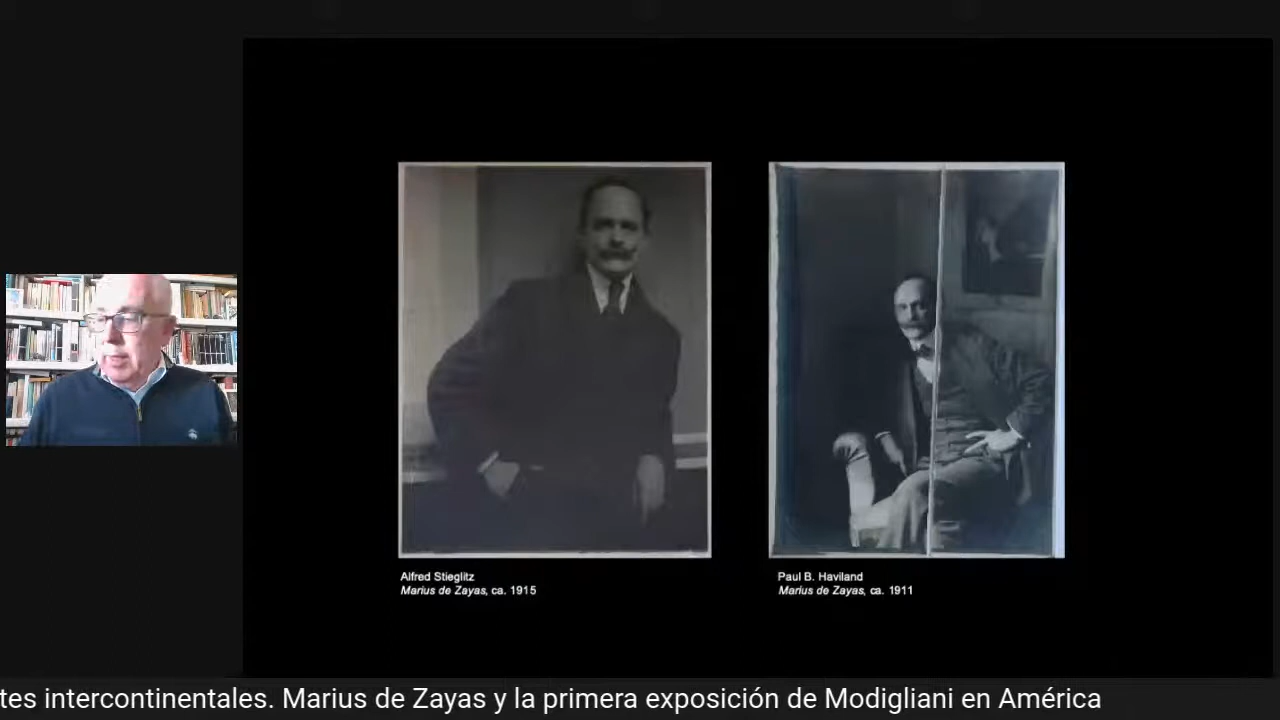 Alfred Stieglitz
Marius de Zayas, ca. 1915
Paul B. Haviland
Marius de Zayas, ca. 1911
tes intercontinentales. Marius de Zayas y la primera exposición de Modigliani en América